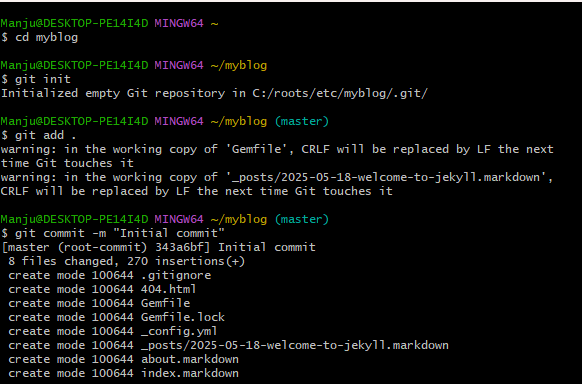 Manju@DESKTOP-PE14I4D MINGW64 ~
$ cd myblog
Manju@DESKTOP-PE14I4D MINGW64 ~/myblog
$ git init
Initialized empty Git repository in C:/roots/etc/myblog/.git/
Manju@DESKTOP-PE14I4D MINGW64 ~/myblog (master)
$ git add .
warning: in the working copy of 'Gemfile', CRLF will be replaced by LF the next
time Git touches it
warning: in the working copy of '_posts/2025-05-18-welcome-to-jekyll.markdown',
CRLF will be replaced by LF the next time Git touches it
Manju@DESKTOP-PE14I4D MINGW64 ~/myblog (master)
$ git commit -m "Initial commit"
[master (root-commit) 343a6bf] Initial commit
 8 files changed, 270 insertions(+)
 create mode 100644 .gitignore
 create mode 100644 404.html
 create mode 100644 Gemfile
 create mode 100644 Gemfile.lock
 create mode 100644 _config.yml
 create mode 100644 _posts/2025-05-18-welcome-to-jekyll.markdown
 create mode 100644 about.markdown
 create mode 100644 index.markdown